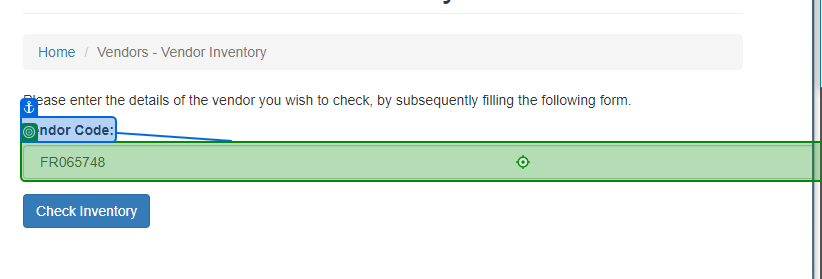 Home / Vendors - Vendor Inventory
Please enter the details of the vendor you wish to check, by subsequently filling the following form.
ndor Code:
FR065748
Check Inventory